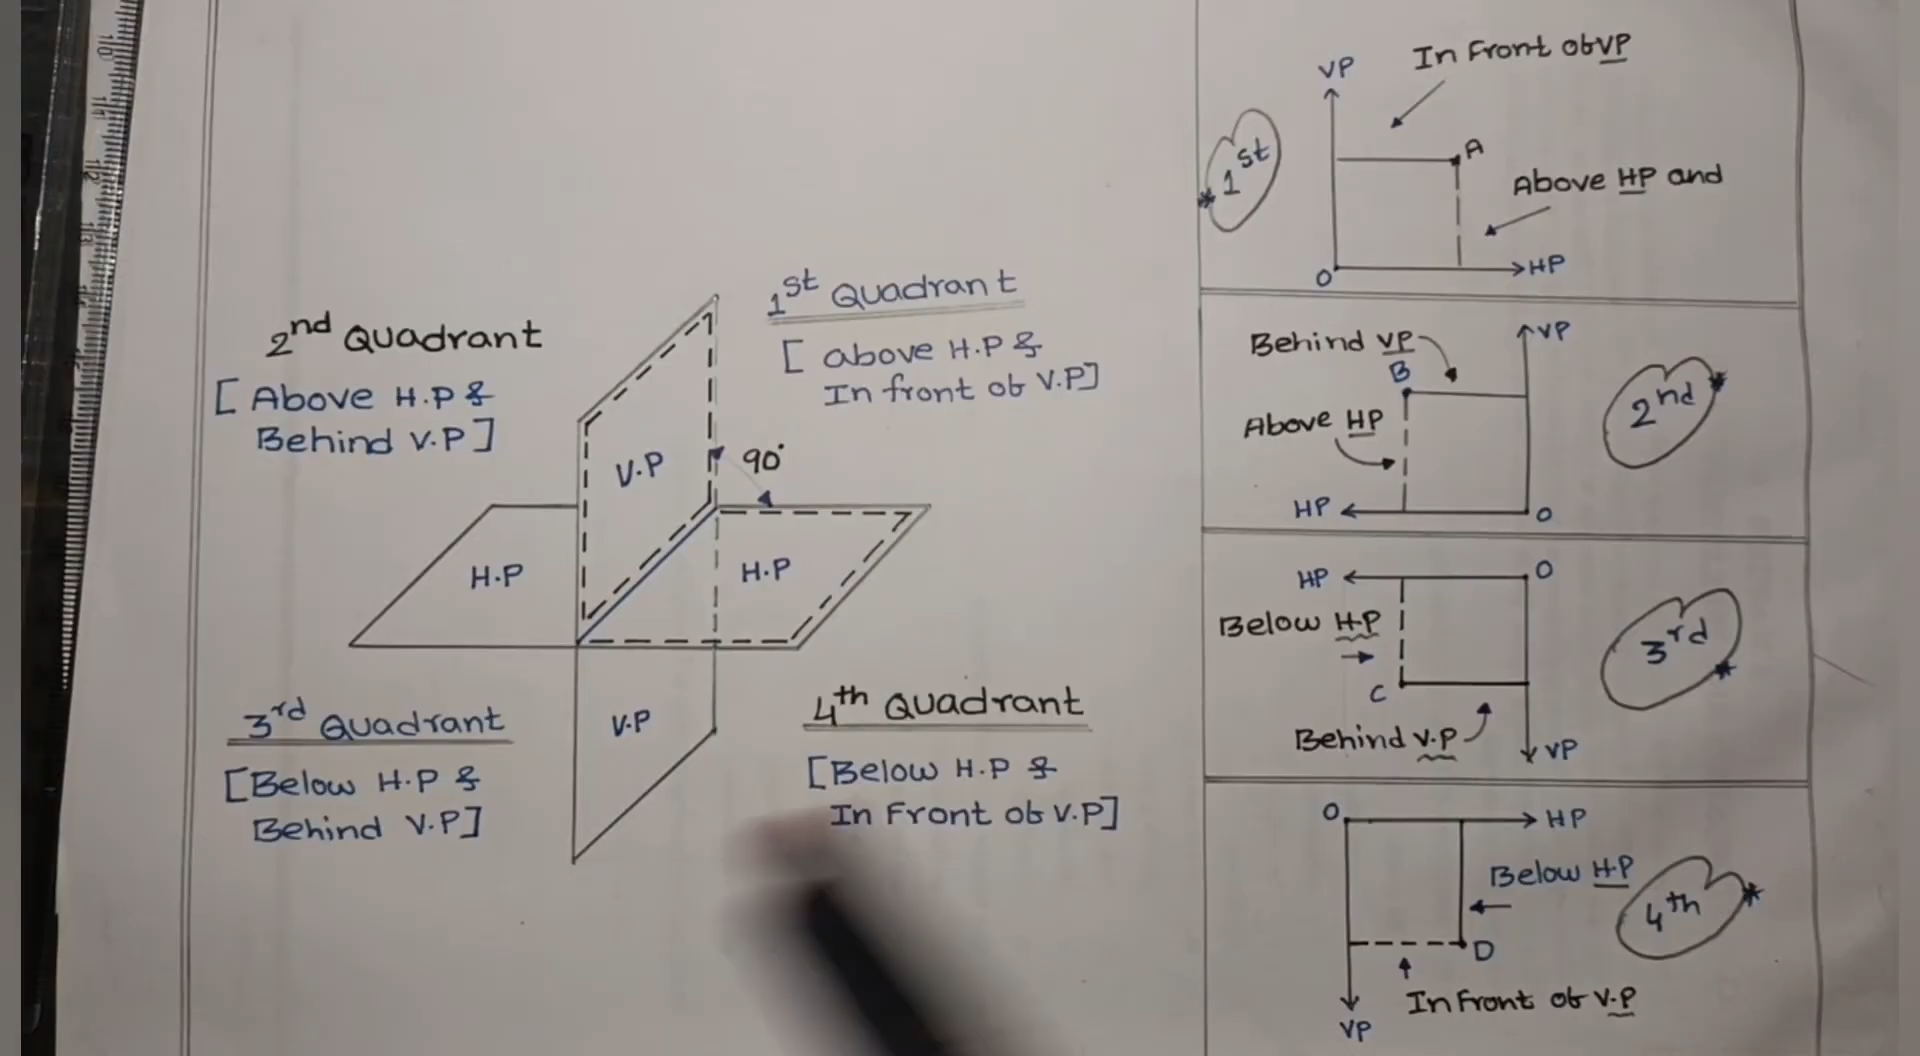 2nd Quadrant
[ Above H.P &
Behind V.P ]
1st Quadrant
[ above H.P &
In front of V.P]
V.P
90°
H.P
H.P
V.P
3rd Quadrant
[Below H.P &
Behind V.P]
4th Quadrant
[Below H.P &
In Front of V.P]
VP
In Front of VP
*1st
A
Above HP and
O
HP
Behind VP
VP
B
Above HP
2nd*
HP
O
HP
O
Below H.P
3rd*
C
Behind V.P
VP
O
HP
Below H.P
4th*
D
In Front of V.P
VP